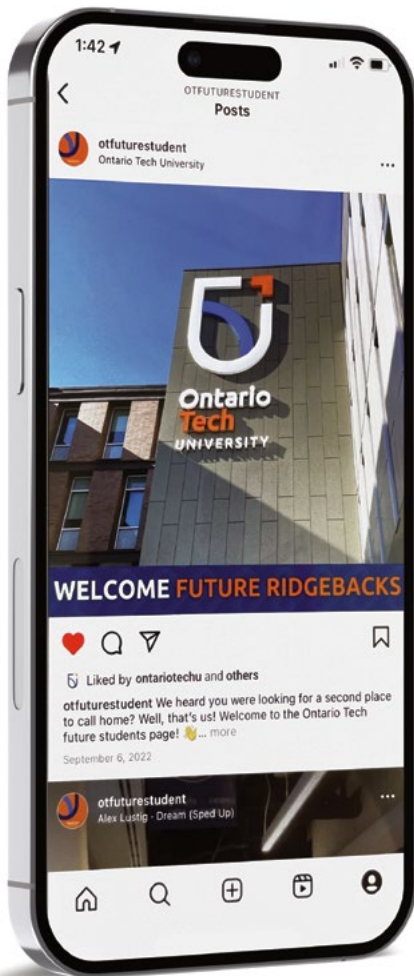 1:42
OTFUTURESTUDENT
Posts
otfuturestudent
Ontario Tech University
Ontario
Tech
UNIVERSITY
WELCOME FUTURE RIDGEBACKS
Liked by ontariotechu and others
otfuturestudent We heard you were looking for a second place
to call home? Well, that's us! Welcome to the Ontario Tech
future students page! 👋... more
September 6, 2022
otfuturestudent
Alex Lustig · Dream (Sped Up)